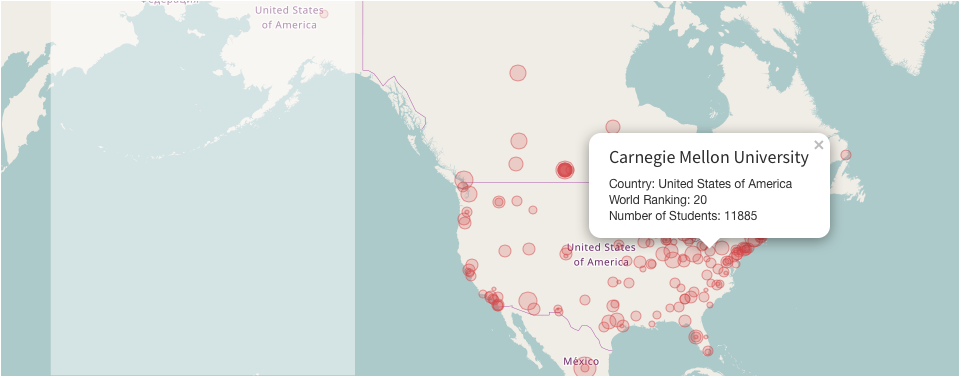 Федерация
United States
of America
Carnegie Mellon University
×
Country: United States of America
World Ranking: 20
Number of Students: 11885
United States
of America
México